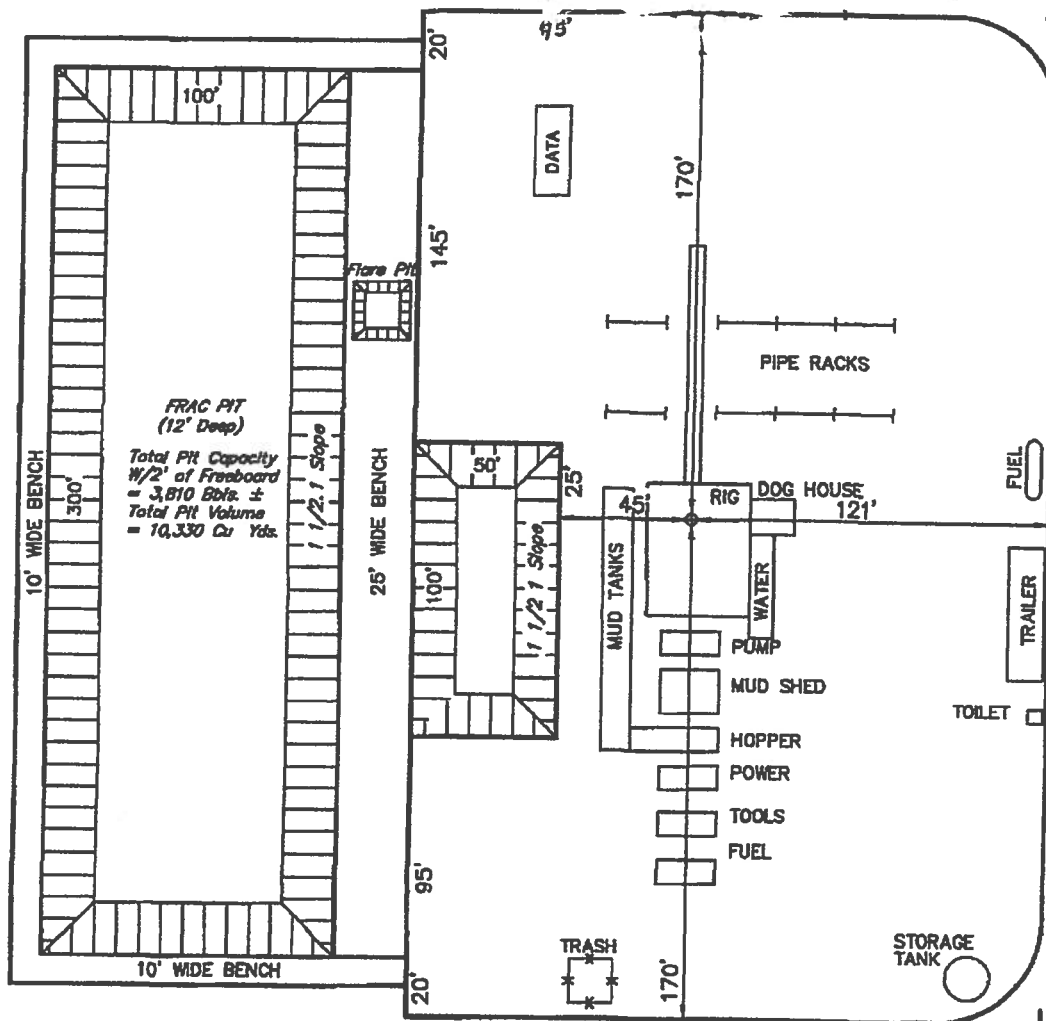 95'
20'
100'
DATA
170'
145'
Flare Pit
PIPE RACKS
FRAC PIT
(12' Deep)
Total Pit Capacity
W/2' of Freeboard
= 3,810 Bbls. ±
Total Pit Volume
= 10,330 Cu Yds.
1 1/2:1 Slope
10' WIDE BENCH
300'
25' WIDE BENCH
50'
25'
45'
RIG
DOG HOUSE
121'
FUEL
100'
1 1/2 1 Slope
MUD TANKS
WATER
TRAILER
PUMP
MUD SHED
TOILET
HOPPER
POWER
TOOLS
FUEL
95'
TRASH
STORAGE
TANK
10' WIDE BENCH
20'
170'